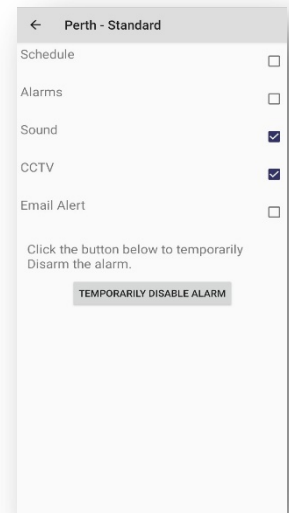 Perth - Standard
Schedule
Alarms
Sound
CCTV
Email Alert
Click the button below to temporarily
Disarm the alarm.
TEMPORARILY DISABLE ALARM